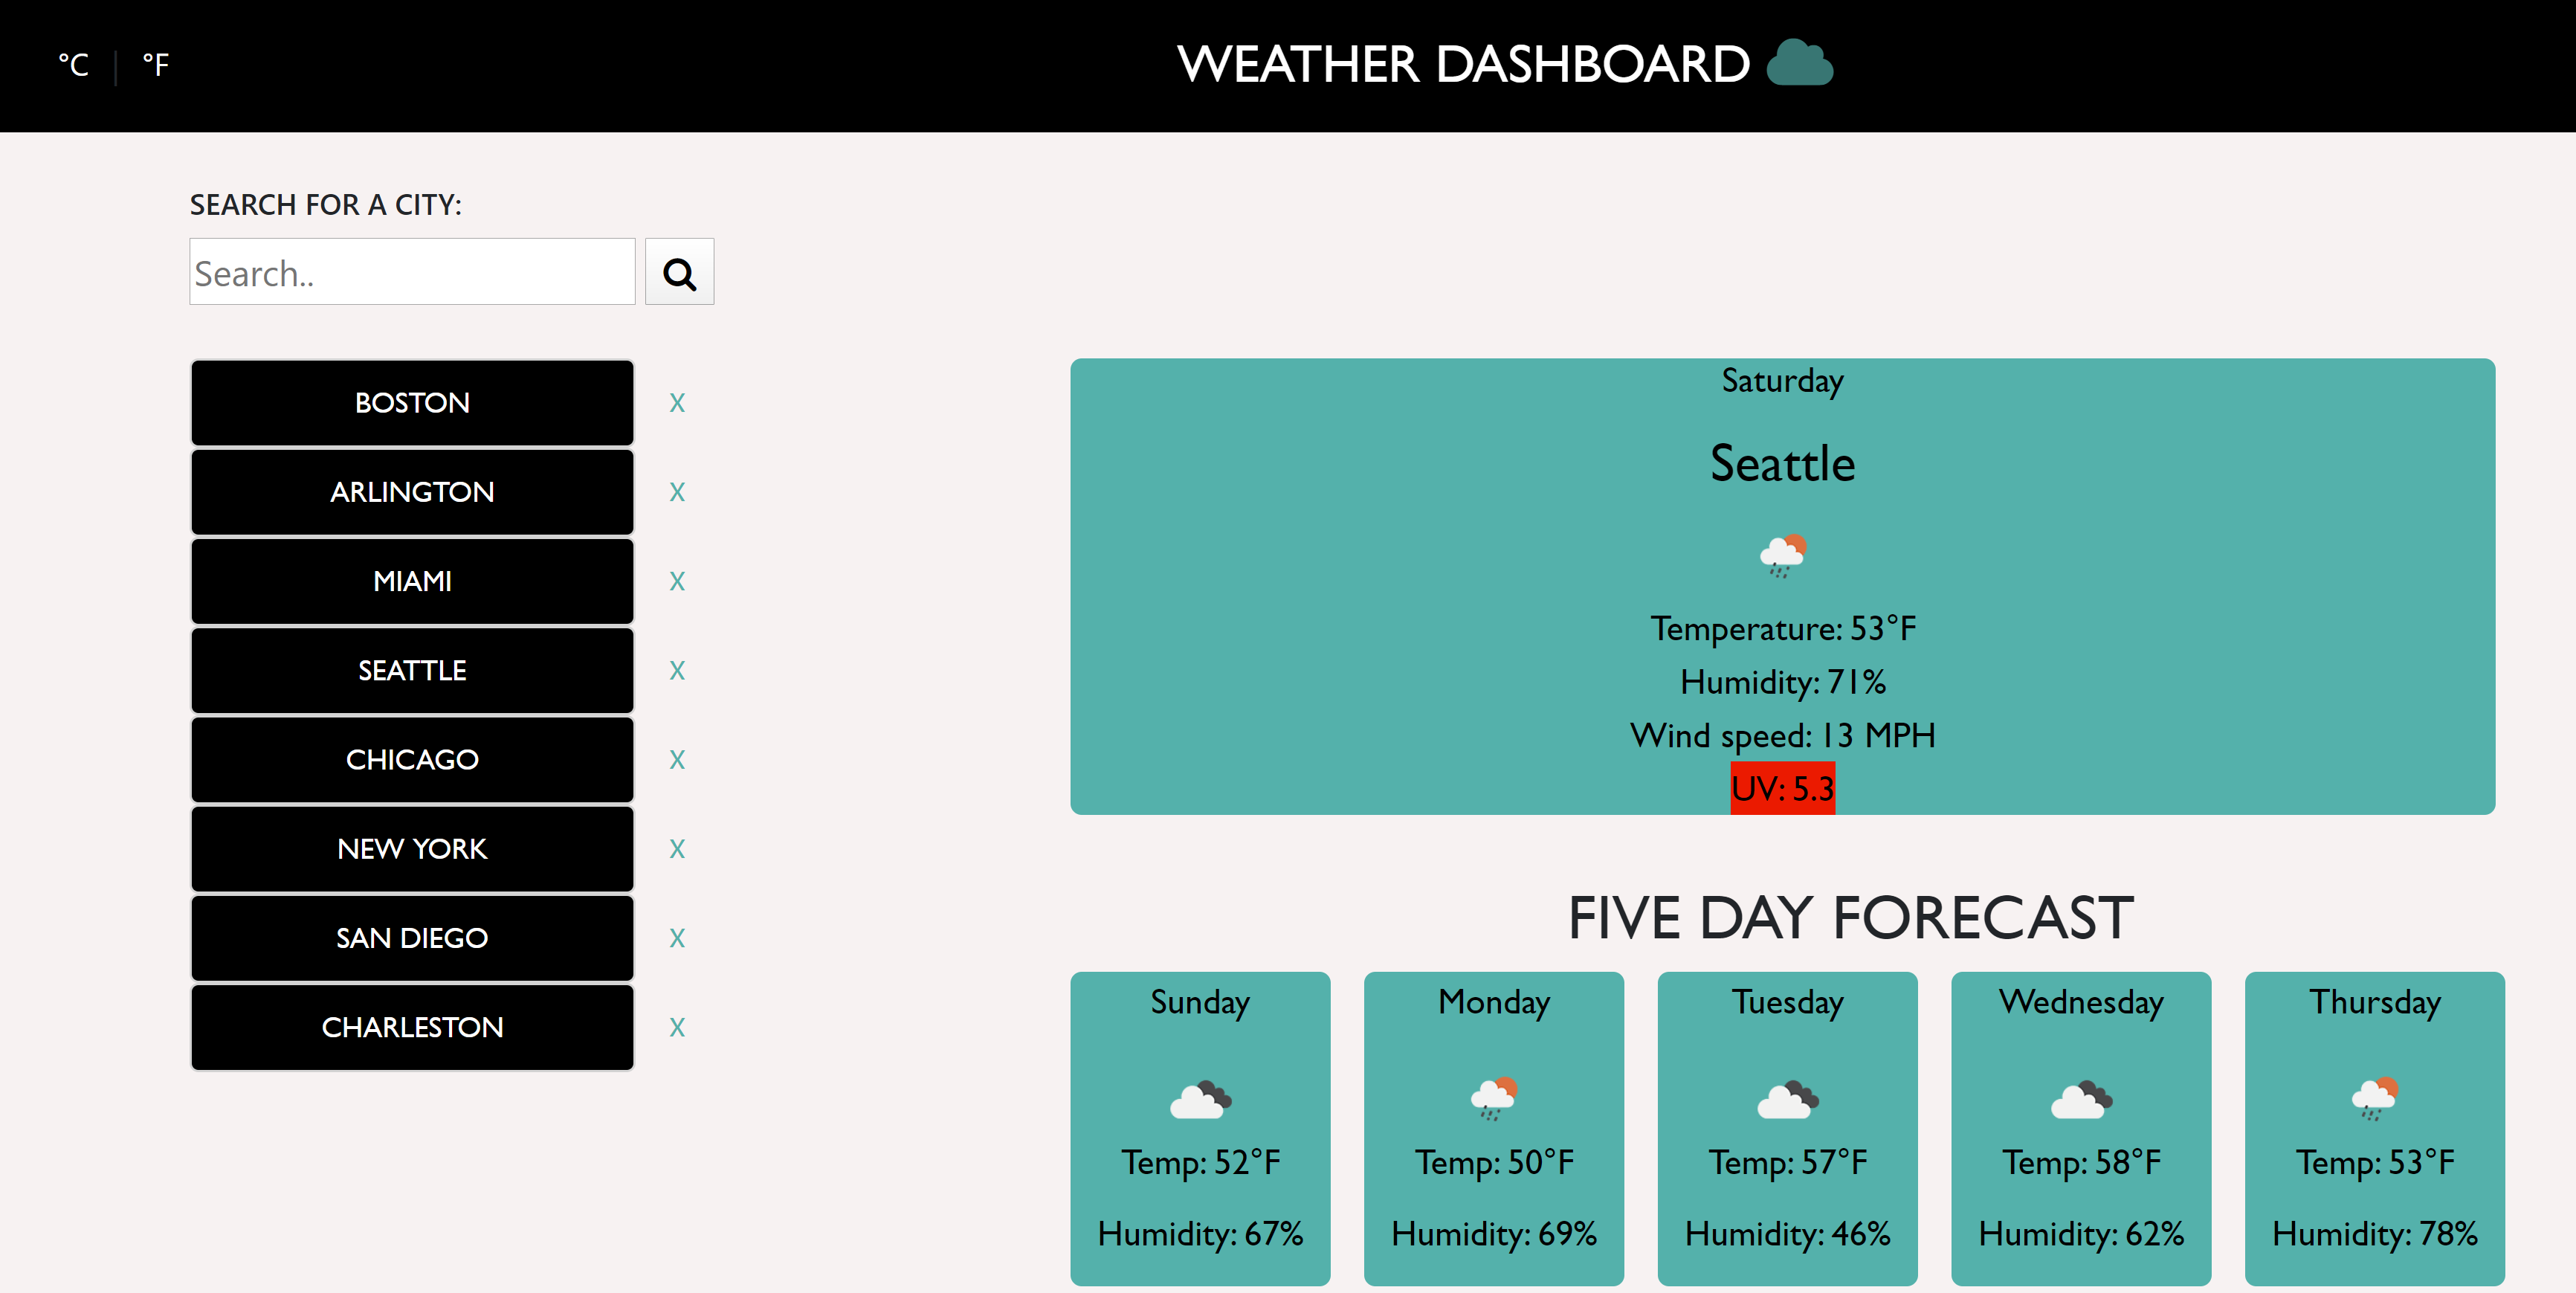 °C | °F
WEATHER DASHBOARD
SEARCH FOR A CITY:
Search..
BOSTON X
ARLINGTON X
MIAMI X
SEATTLE X
CHICAGO X
NEW YORK X
SAN DIEGO X
CHARLESTON X
Saturday
Seattle
Temperature: 53°F
Humidity: 71%
Wind speed: 13 MPH
UV: 5.3
FIVE DAY FORECAST
Sunday
Temp: 52°F
Humidity: 67%
Monday
Temp: 50°F
Humidity: 69%
Tuesday
Temp: 57°F
Humidity: 46%
Wednesday
Temp: 58°F
Humidity: 62%
Thursday
Temp: 53°F
Humidity: 78%